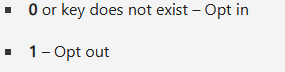 ▪ 0 or key does not exist – Opt in
▪ 1 – Opt out